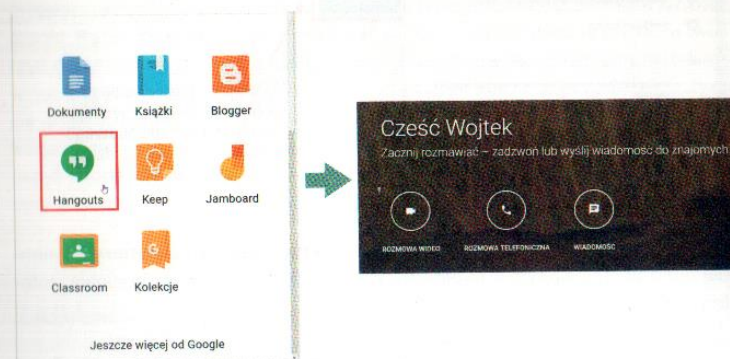 Dokumenty Książki Blogger
Hangouts Keep Jamboard
Classroom Kolekcje
Jeszcze więcej od Google
Cześć Wojtek
Zacznij rozmawiać – zadzwoń lub wyślij wiadomość do znajomych
ROZMOWA WIDEO ROZMOWA TELEFONICZNA WIADOMOŚĆ